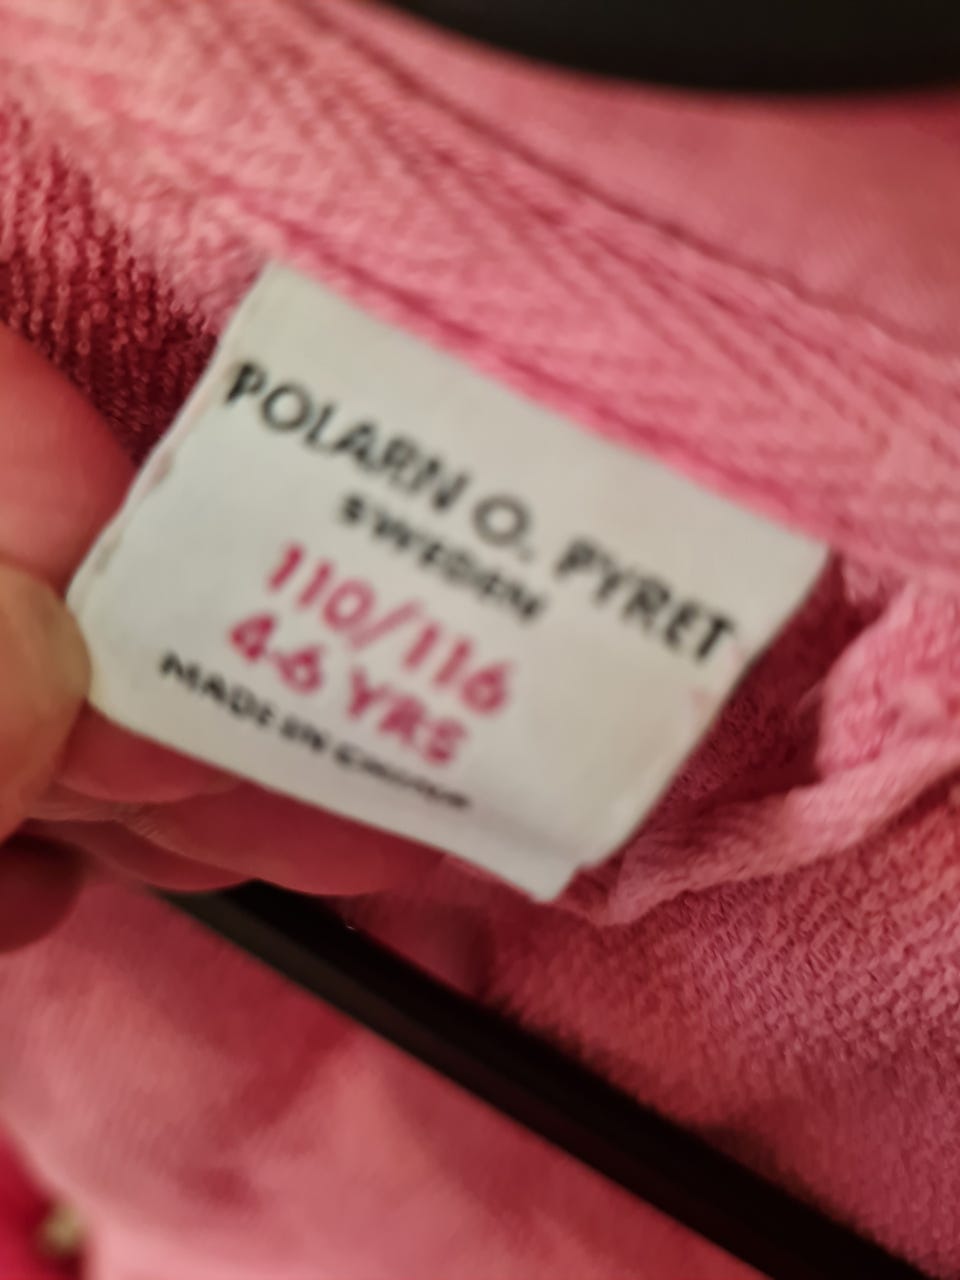 POLARN O. PYRET
SWEDEN
110/116
4-6 YRS
MADE IN